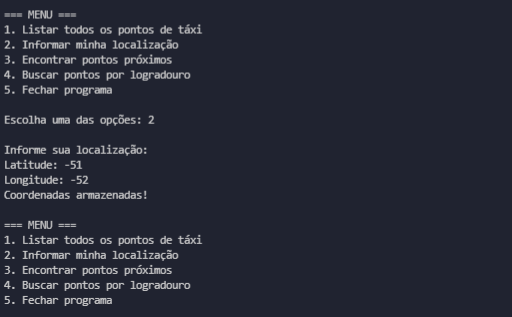 === MENU ===
1. Listar todos os pontos de táxi
2. Informar minha localização
3. Encontrar pontos próximos
4. Buscar pontos por logradouro
5. Fechar programa
Escolha uma das opções: 2
Informe sua localização:
Latitude: -51
Longitude: -52
Coordenadas armazenadas!
=== MENU ===
1. Listar todos os pontos de táxi
2. Informar minha localização
3. Encontrar pontos próximos
4. Buscar pontos por logradouro
5. Fechar programa